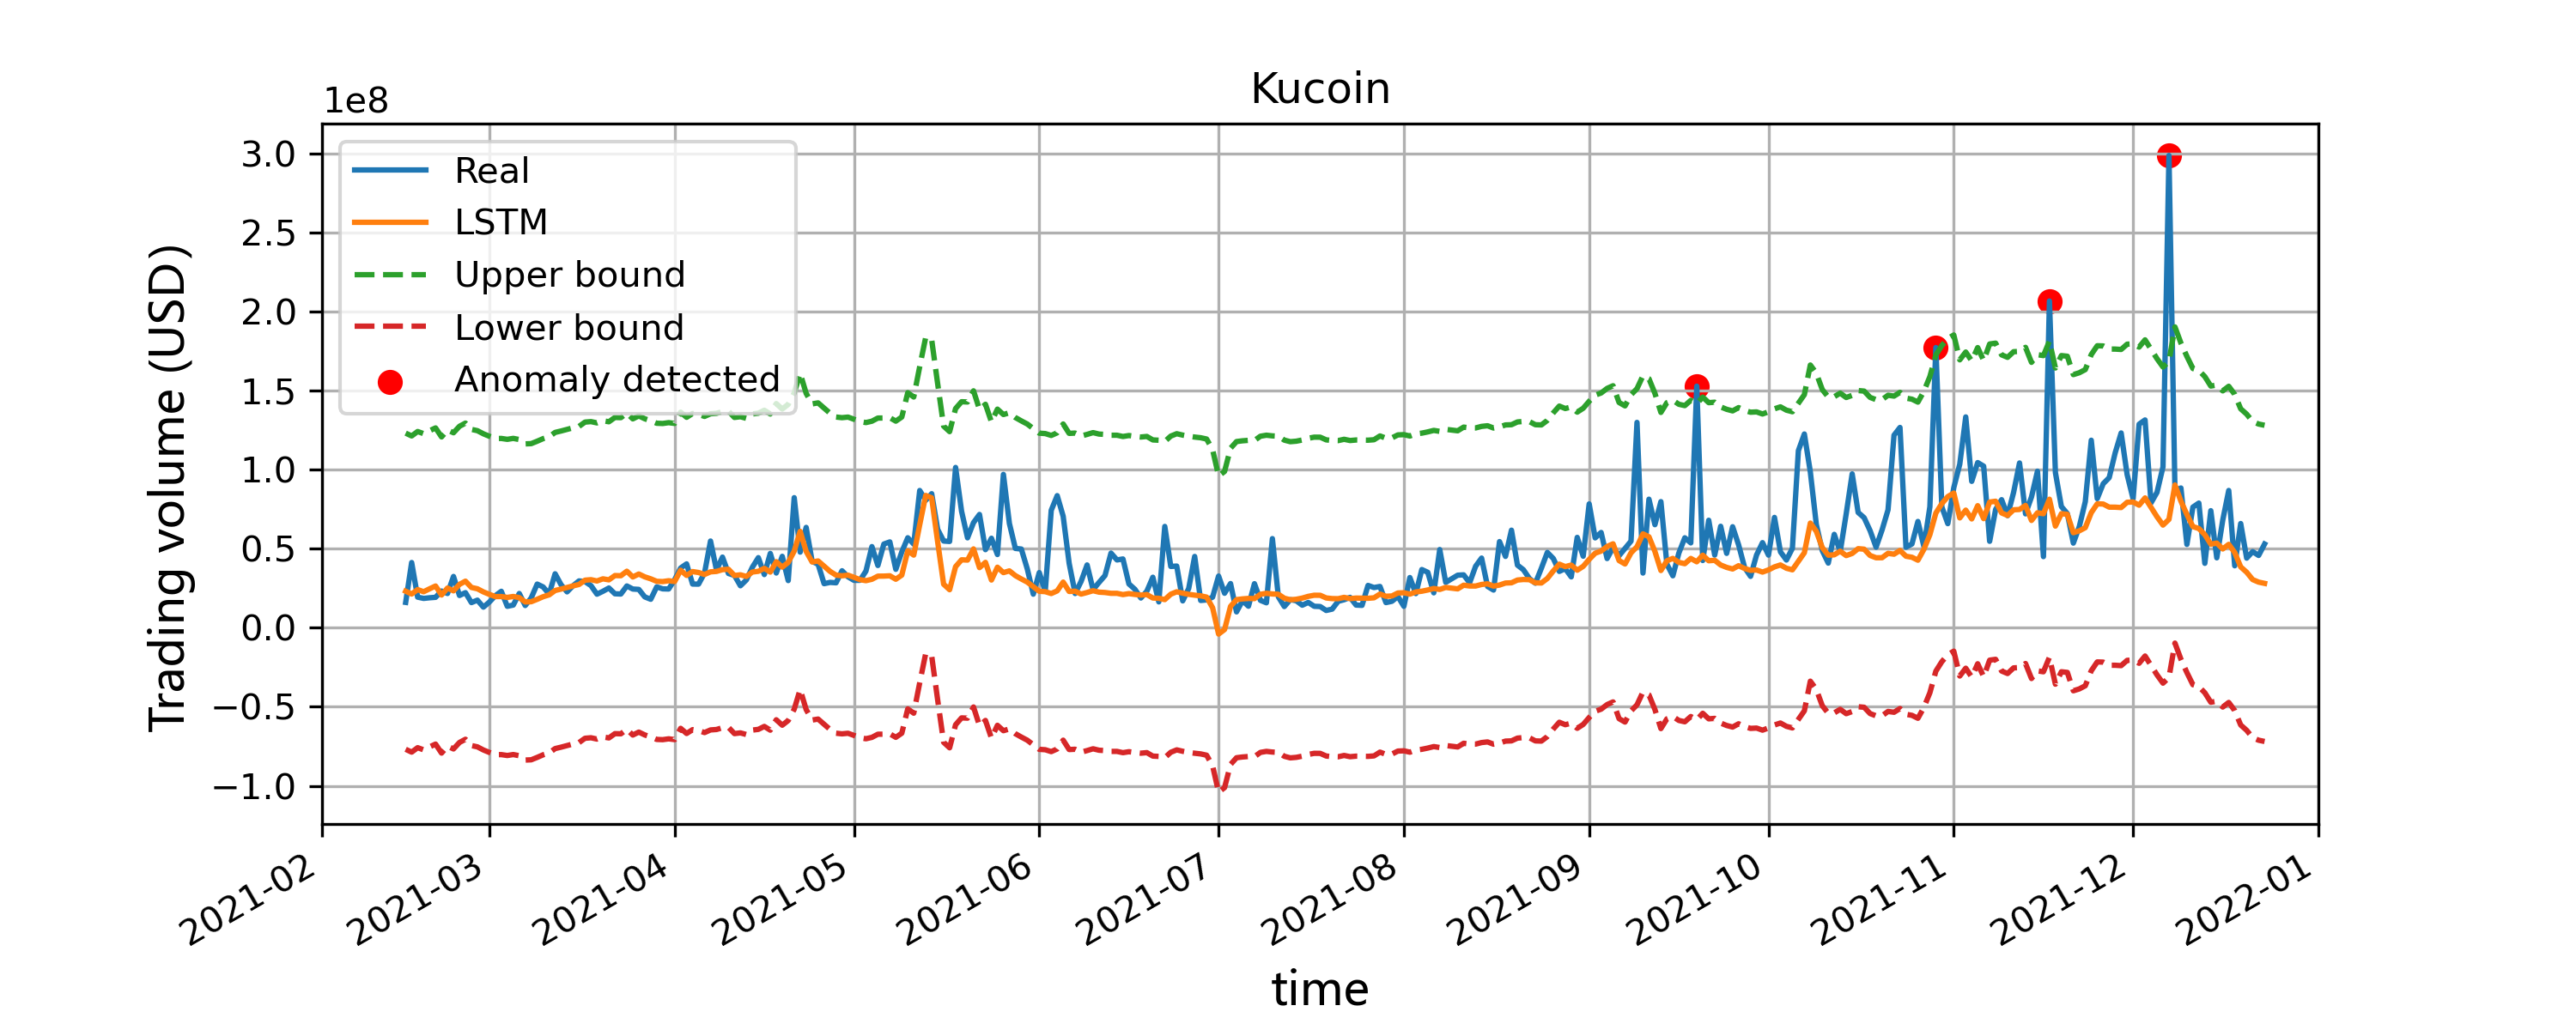 Kucoin
1e8
3.0
2.5
2.0
1.5
1.0
0.5
0.0
−0.5
−1.0
Trading volume (USD)
Real
LSTM
Upper bound
Lower bound
Anomaly detected
2021-02
2021-03
2021-04
2021-05
2021-06
2021-07
2021-08
2021-09
2021-10
2021-11
2021-12
2022-01
time